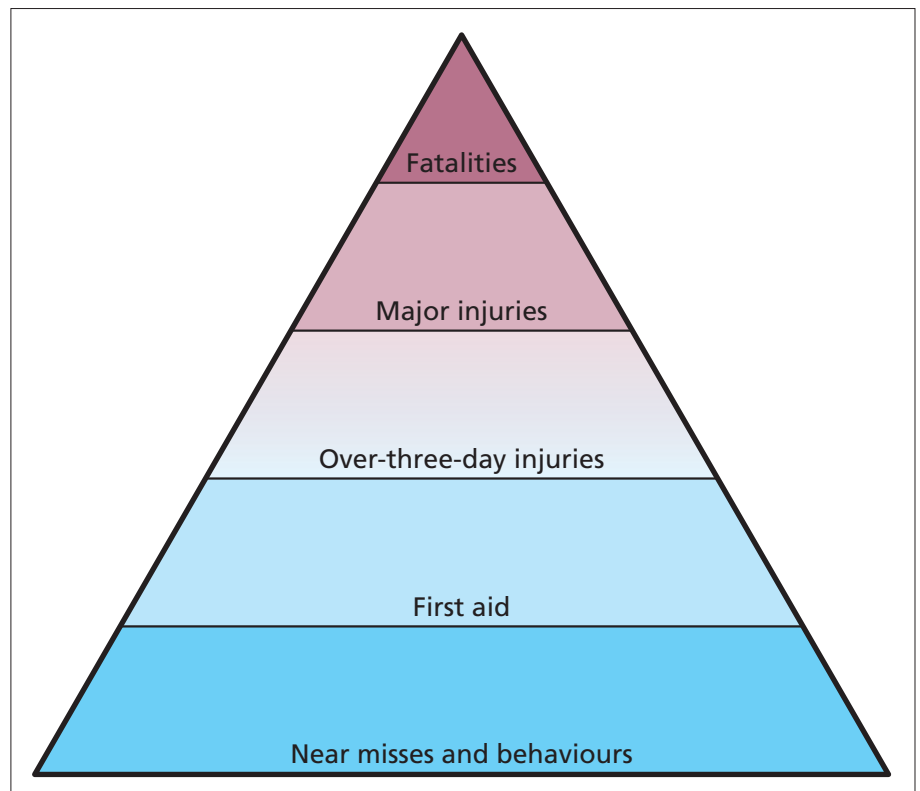 Fatalities
Major injuries
Over-three-day injuries
First aid
Near misses and behaviours